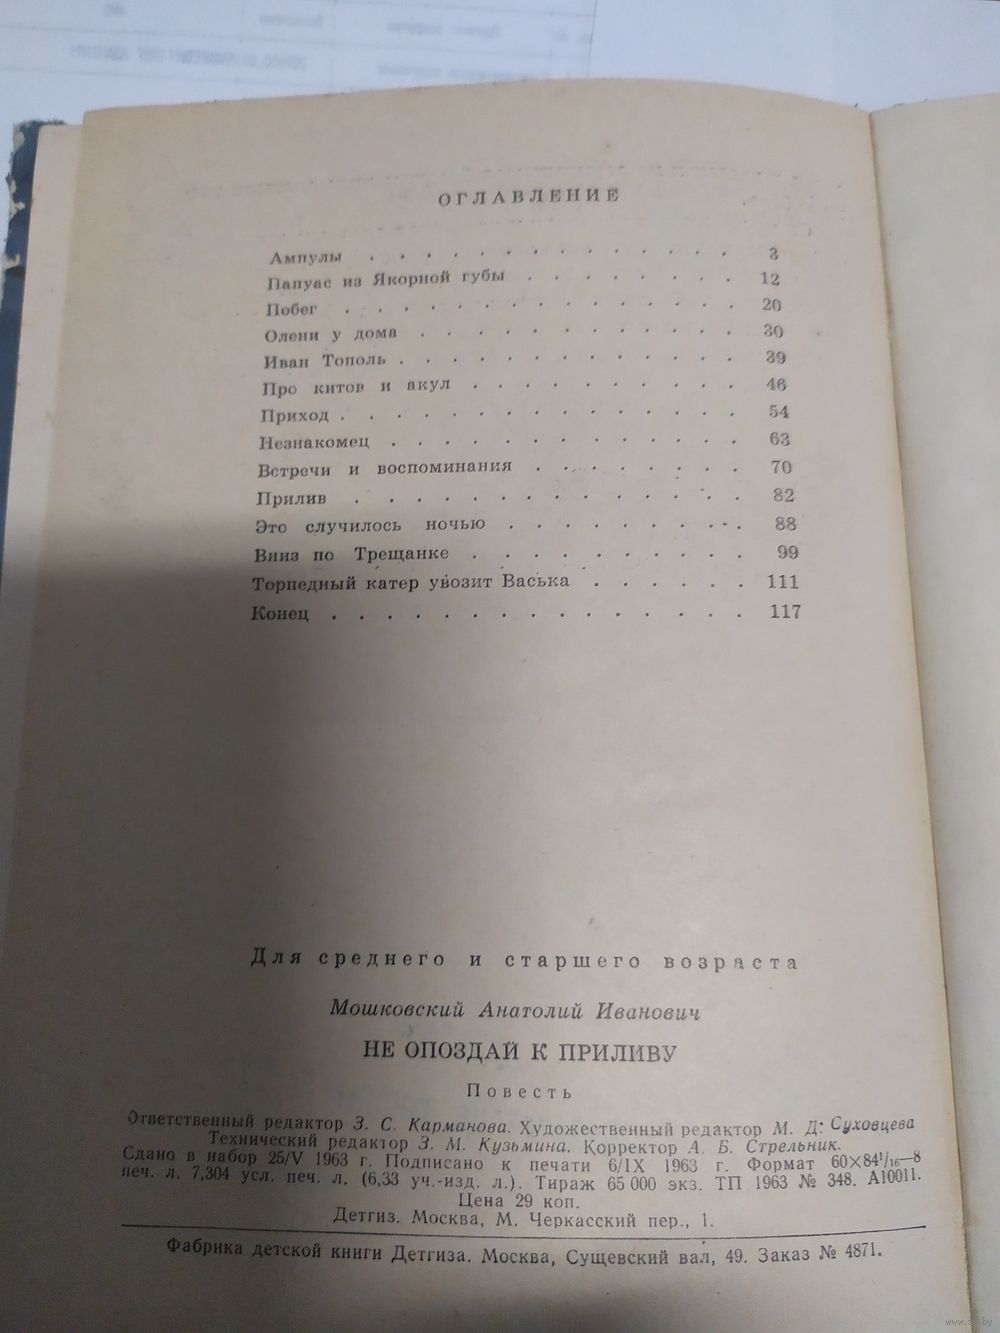 ОГЛАВЛЕНИЕ
Ампулы . . . . . . . . . . . . . 3
Папуас из Якорной губы . . . . . . . . 12
Побег . . . . . . . . . . . . . . 20
Олени у дома . . . . . . . . . . . . 30
Иван Тополь . . . . . . . . . . . . . 39
Про китов и акул . . . . . . . . . . 46
Приход . . . . . . . . . . . . . . . 54
Незнакомец . . . . . . . . . . . . . 63
Встречи и воспоминания . . . . . . . . 70
Прилив . . . . . . . . . . . . . . 82
Это случилось ночью . . . . . . . . . 88
Вниз по Трещанке . . . . . . . . . . 99
Торпедный катер увозит Васька . . . . . . 111
Конец . . . . . . . . . . . . . . . 117
Для среднего и старшего возраста
Мошковский Анатолий Иванович
НЕ ОПОЗДАЙ К ПРИЛИВУ
Повесть
Ответственный редактор З. С. Карманова. Художественный редактор М. Д. Суховцева
Технический редактор З. М. Кузьмина. Корректор А. Б. Стрельник.
Сдано в набор 25/V 1963 г. Подписано к печати 6/IX 1963 г. Формат 60×84¹/₁₆—8
печ. л. 7,304 усл. печ. л. (6,33 уч.-изд. л.). Тираж 65 000 экз. ТП 1963 № 348. А10011.
Цена 29 коп.
Детгиз. Москва, М. Черкасский пер., 1.
Фабрика детской книги Детгиза. Москва, Сущевский вал, 49. Заказ № 4871.